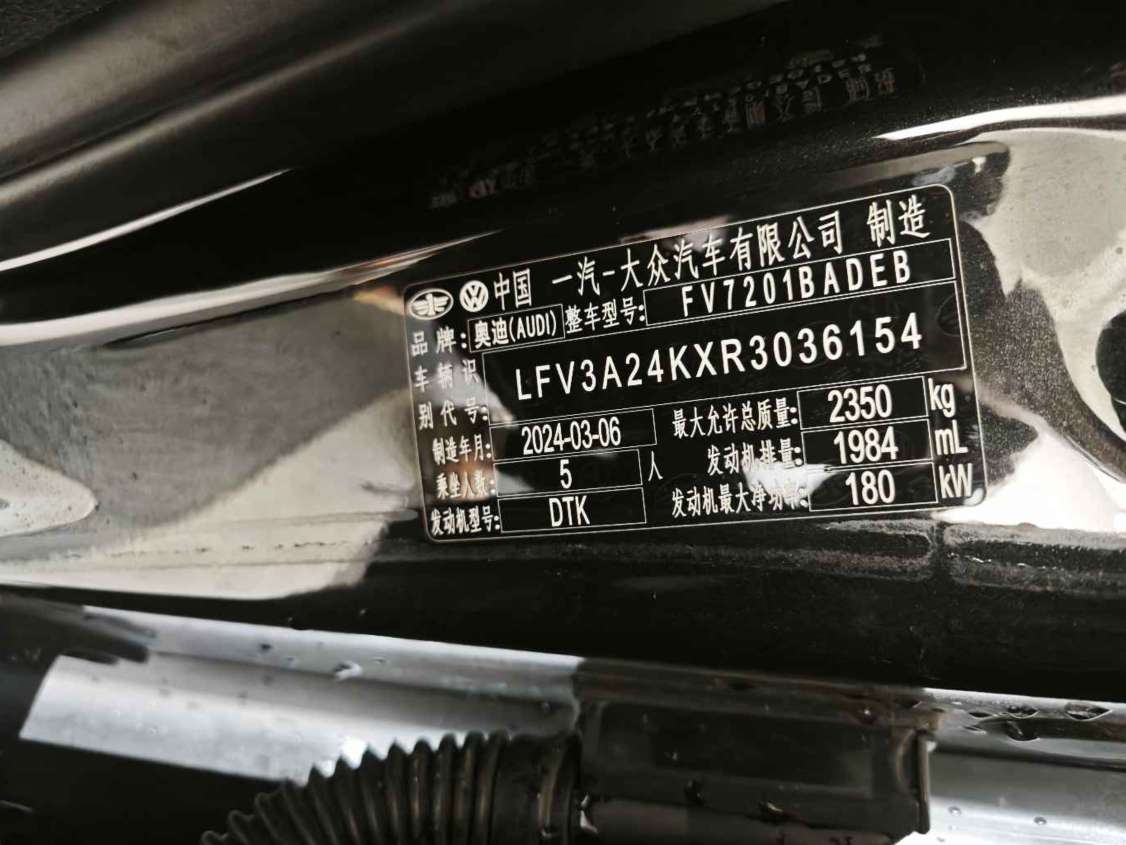 中国 一汽-大众汽车有限公司 制造
品牌: 奥迪(AUDI) 整车型号: FV7201BADEB
车辆识别代号: LFV3A24KXR3036154
制造年月: 2024-03-06 最大允许总质量: 2350 kg
乘坐人数: 5 人 发动机排量: 1984 mL
发动机型号: DTK 发动机最大净功率: 180 kW